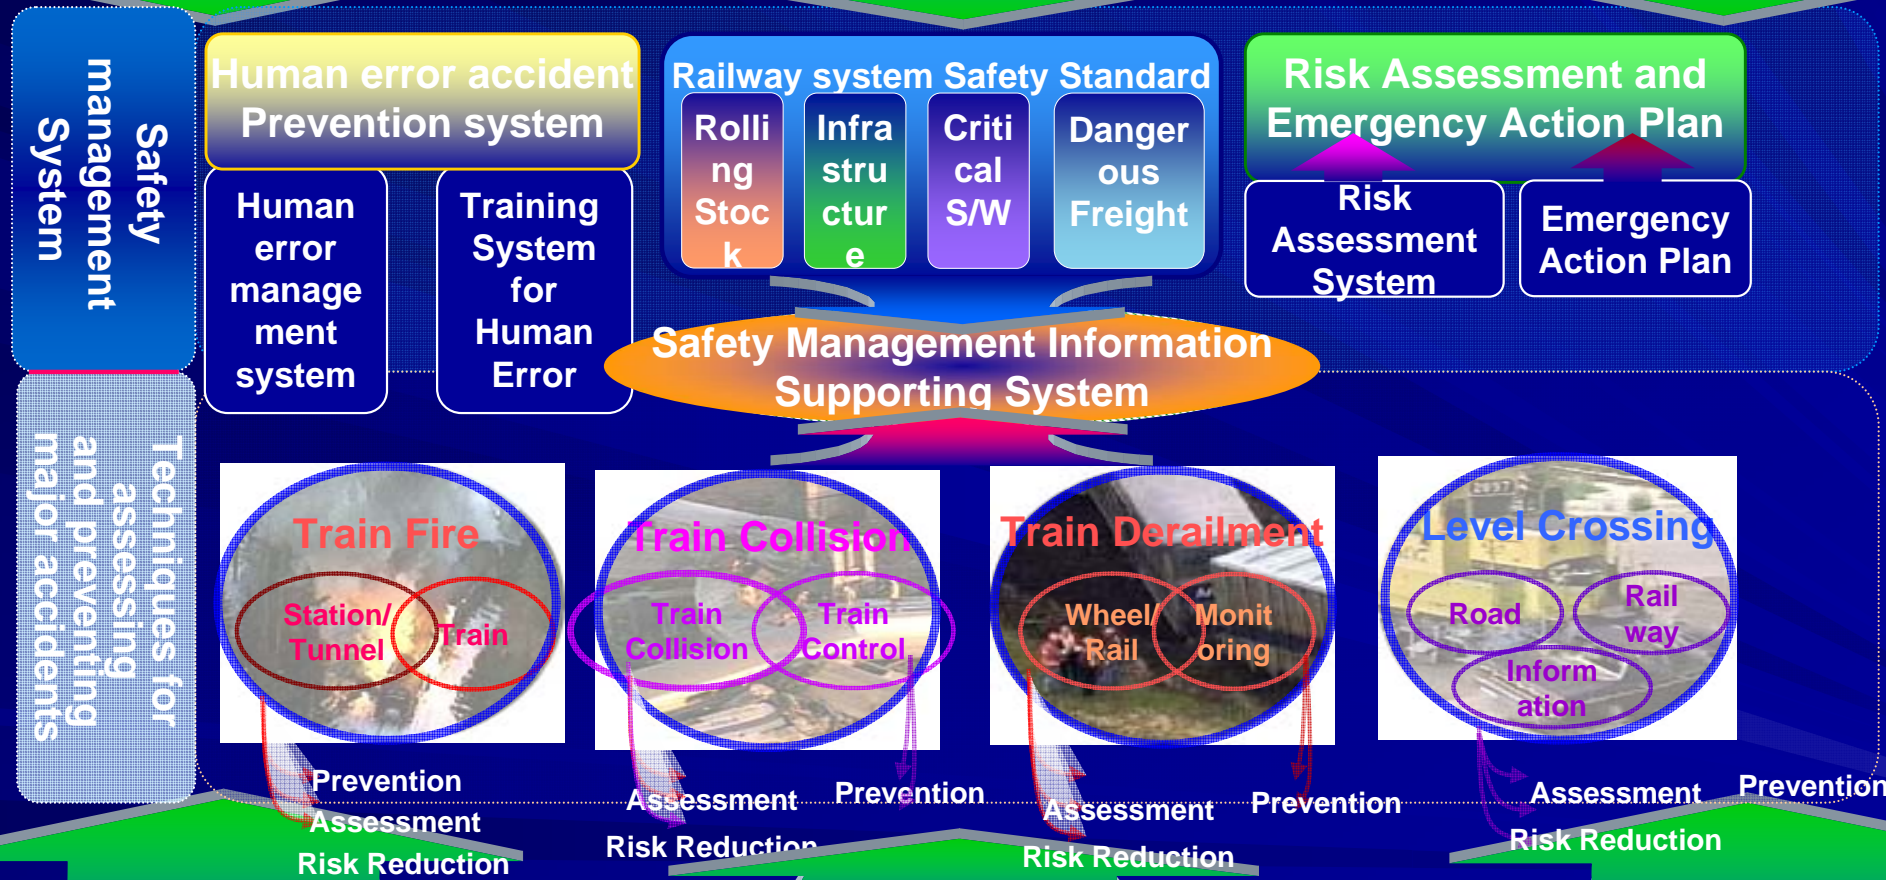 Safety
management
System
Human error accident
Prevention system
Human
error
manage
ment
system
Training
System
for
Human
Error
Railway system Safety Standard
Rolli
ng
Stoc
k
Infra
stru
ctur
e
Criti
cal
S/W
Danger
ous
Freight
Risk Assessment and
Emergency Action Plan
Risk
Assessment
System
Emergency
Action Plan
Safety Management Information
Supporting System
Techniques for
assessing
and preventing
major accidents
Train Fire
Station/
Tunnel
Train
Prevention
Assessment
Risk Reduction
Train Collision
Train
Collision
Train
Control
Assessment
Prevention
Risk Reduction
Train Derailment
Wheel/
Rail
Monit
oring
Assessment
Prevention
Risk Reduction
Level Crossing
Road
Rail
way
Inform
ation
Assessment
Prevention
Risk Reduction